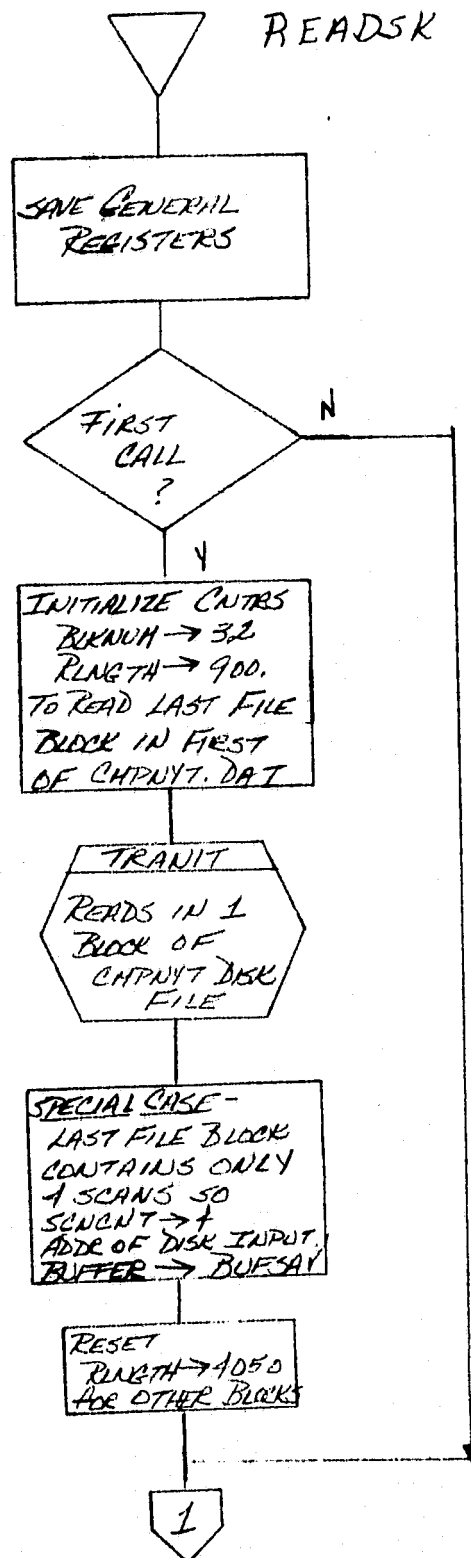 READSK
SAVE GENERAL
REGISTERS
FIRST
CALL
?
N
Y
INITIALIZE CNTRS
BLKNUM → 32
RLNGTH → 900.
TO READ LAST FILE
BLOCK IN FIRST
OF CHPNYT.DAT
TRANIT
READS IN 1
BLOCK OF
CHPNYT DISK
FILE
SPECIAL CASE -
LAST FILE BLOCK
CONTAINS ONLY
4 SCANS SO
SCNCNT → 4
ADDR OF DISK INPUT
BUFFER → BUFSAV
RESET
RLNGTH → 4050
FOR OTHER BLOCKS
1